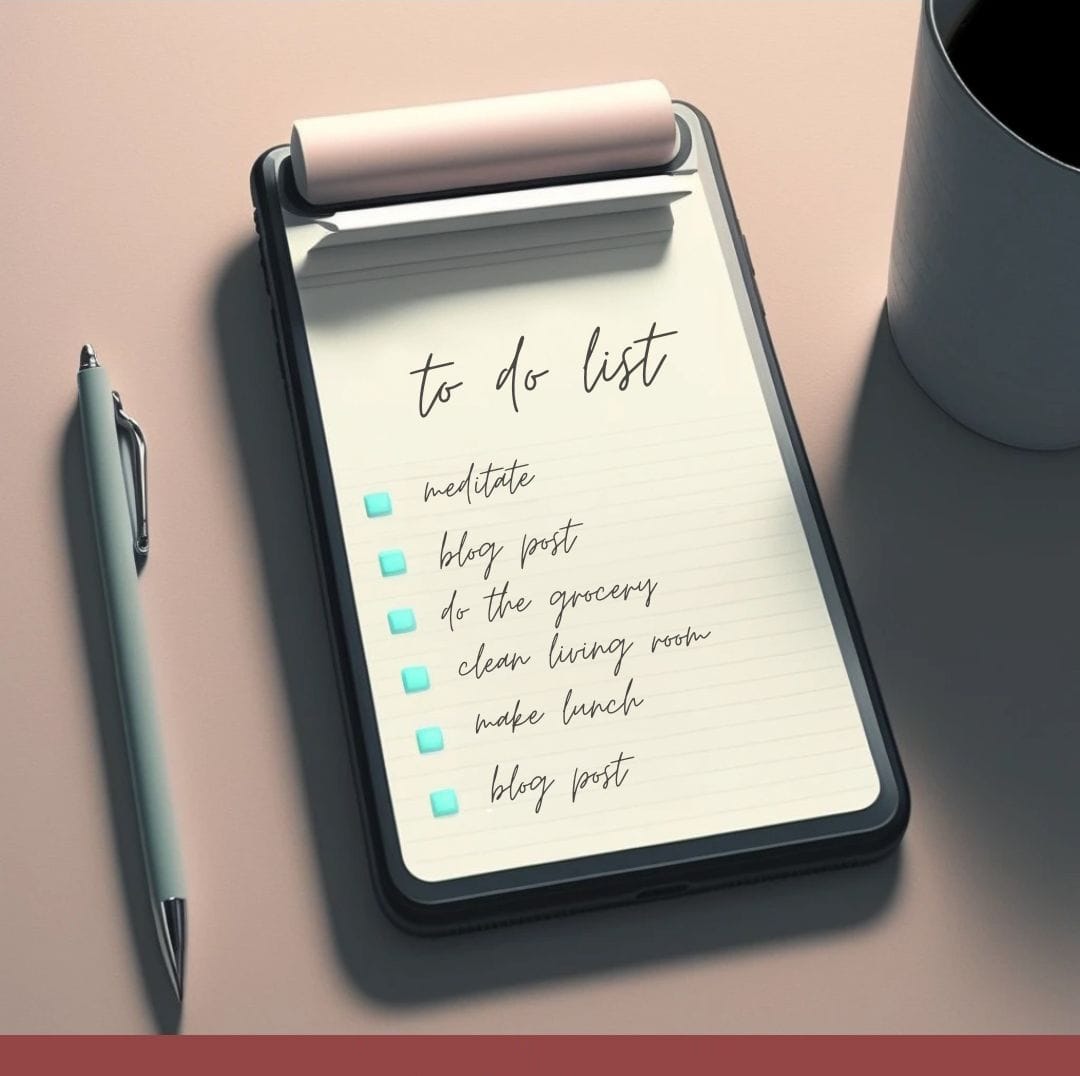 to do list
meditate
blog post
do the grocery
clean living room
make lunch
blog post